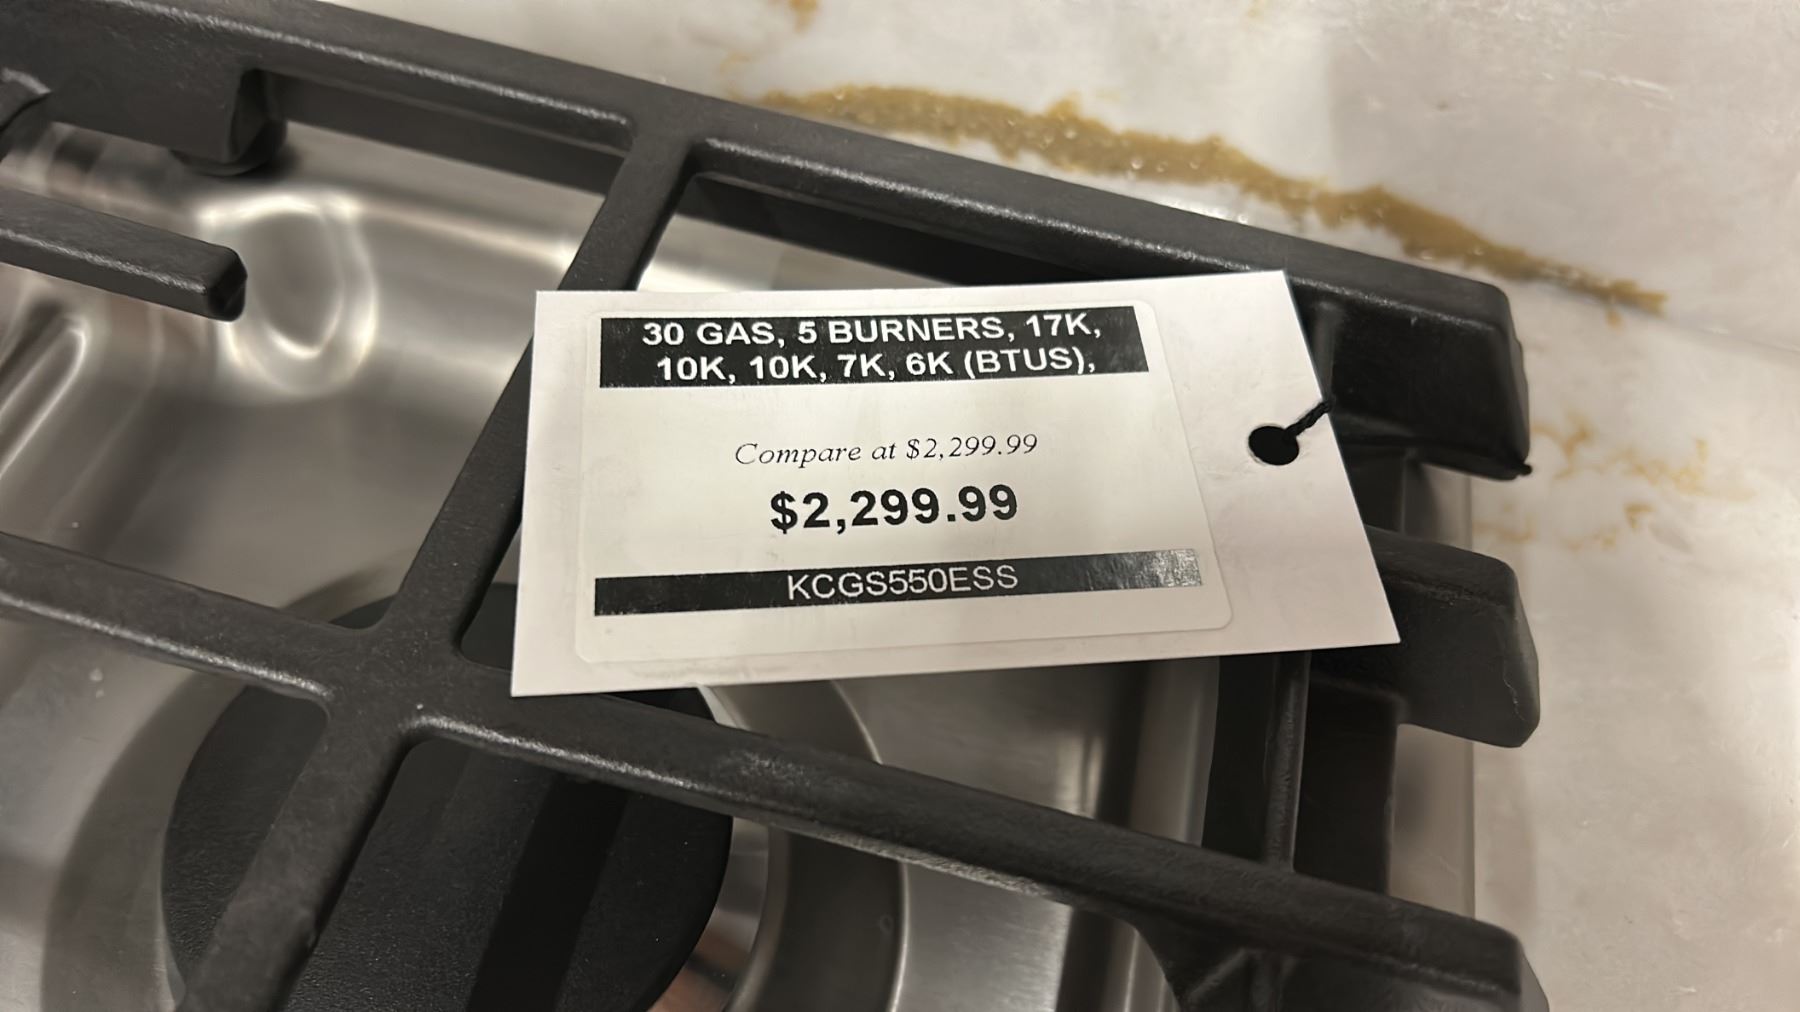 30 GAS, 5 BURNERS, 17K,
10K, 10K, 7K, 6K (BTUS),
Compare at $2,299.99
$2,299.99
KCGS550ESS